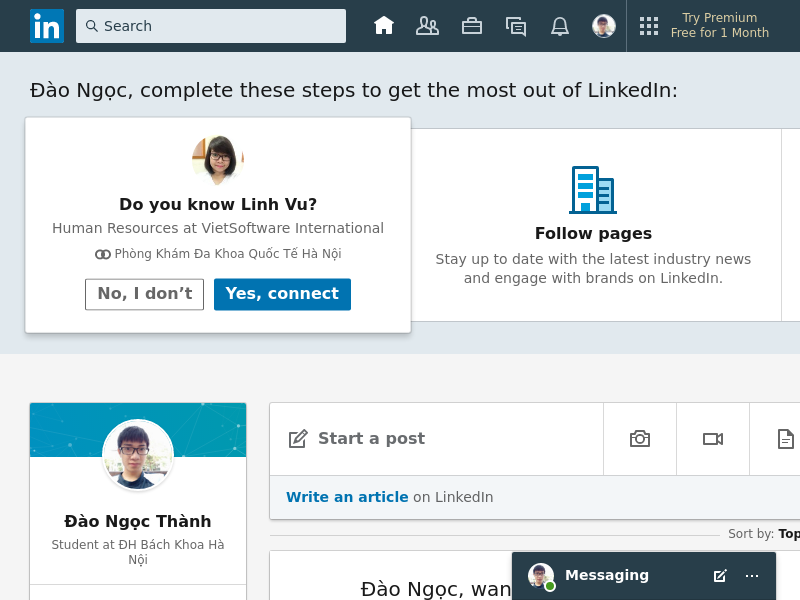 in
Search
Try Premium
Free for 1 Month
Đào Ngọc, complete these steps to get the most out of LinkedIn:
Do you know Linh Vu?
Human Resources at VietSoftware International
Phòng Khám Đa Khoa Quốc Tế Hà Nội
No, I don’t
Yes, connect
Follow pages
Stay up to date with the latest industry news
and engage with brands on LinkedIn.
Đào Ngọc Thành
Student at ĐH Bách Khoa Hà
Nội
Start a post
Write an article on LinkedIn
Sort by: Top
Đào Ngọc, wan
Messaging